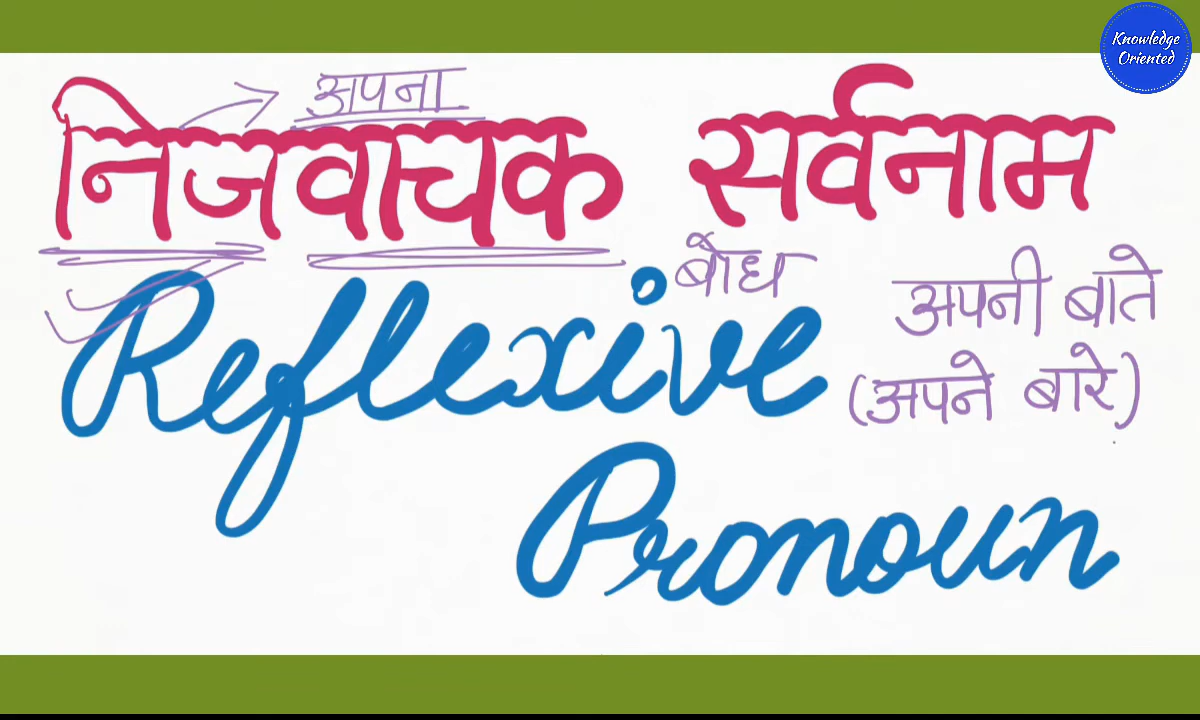 Knowledge
Oriented
अपना
निजवाचक सर्वनाम
बोध
अपनी बाते
(अपने बारे)
Reflexive
Pronoun